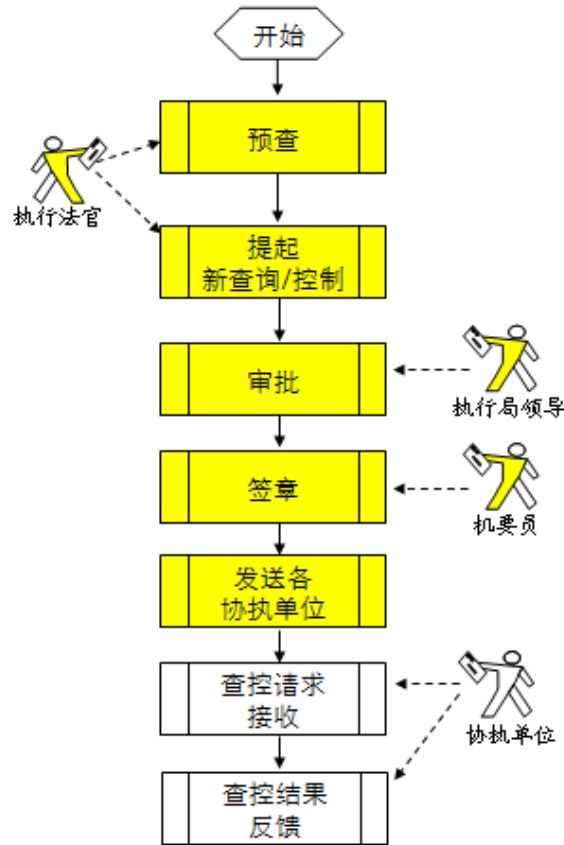 开始
预查
执行法官
提起
新查询/控制
审批
执行局领导
签章
机要员
发送各
协执单位
查控请求
接收
协执单位
查控结果
反馈